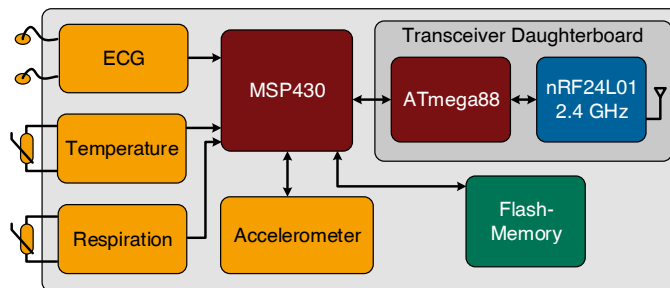 Transceiver Daughterboard
ECG
MSP430
ATmega88
nRF24L01
2.4 GHz
Temperature
Respiration
Accelerometer
Flash-
Memory